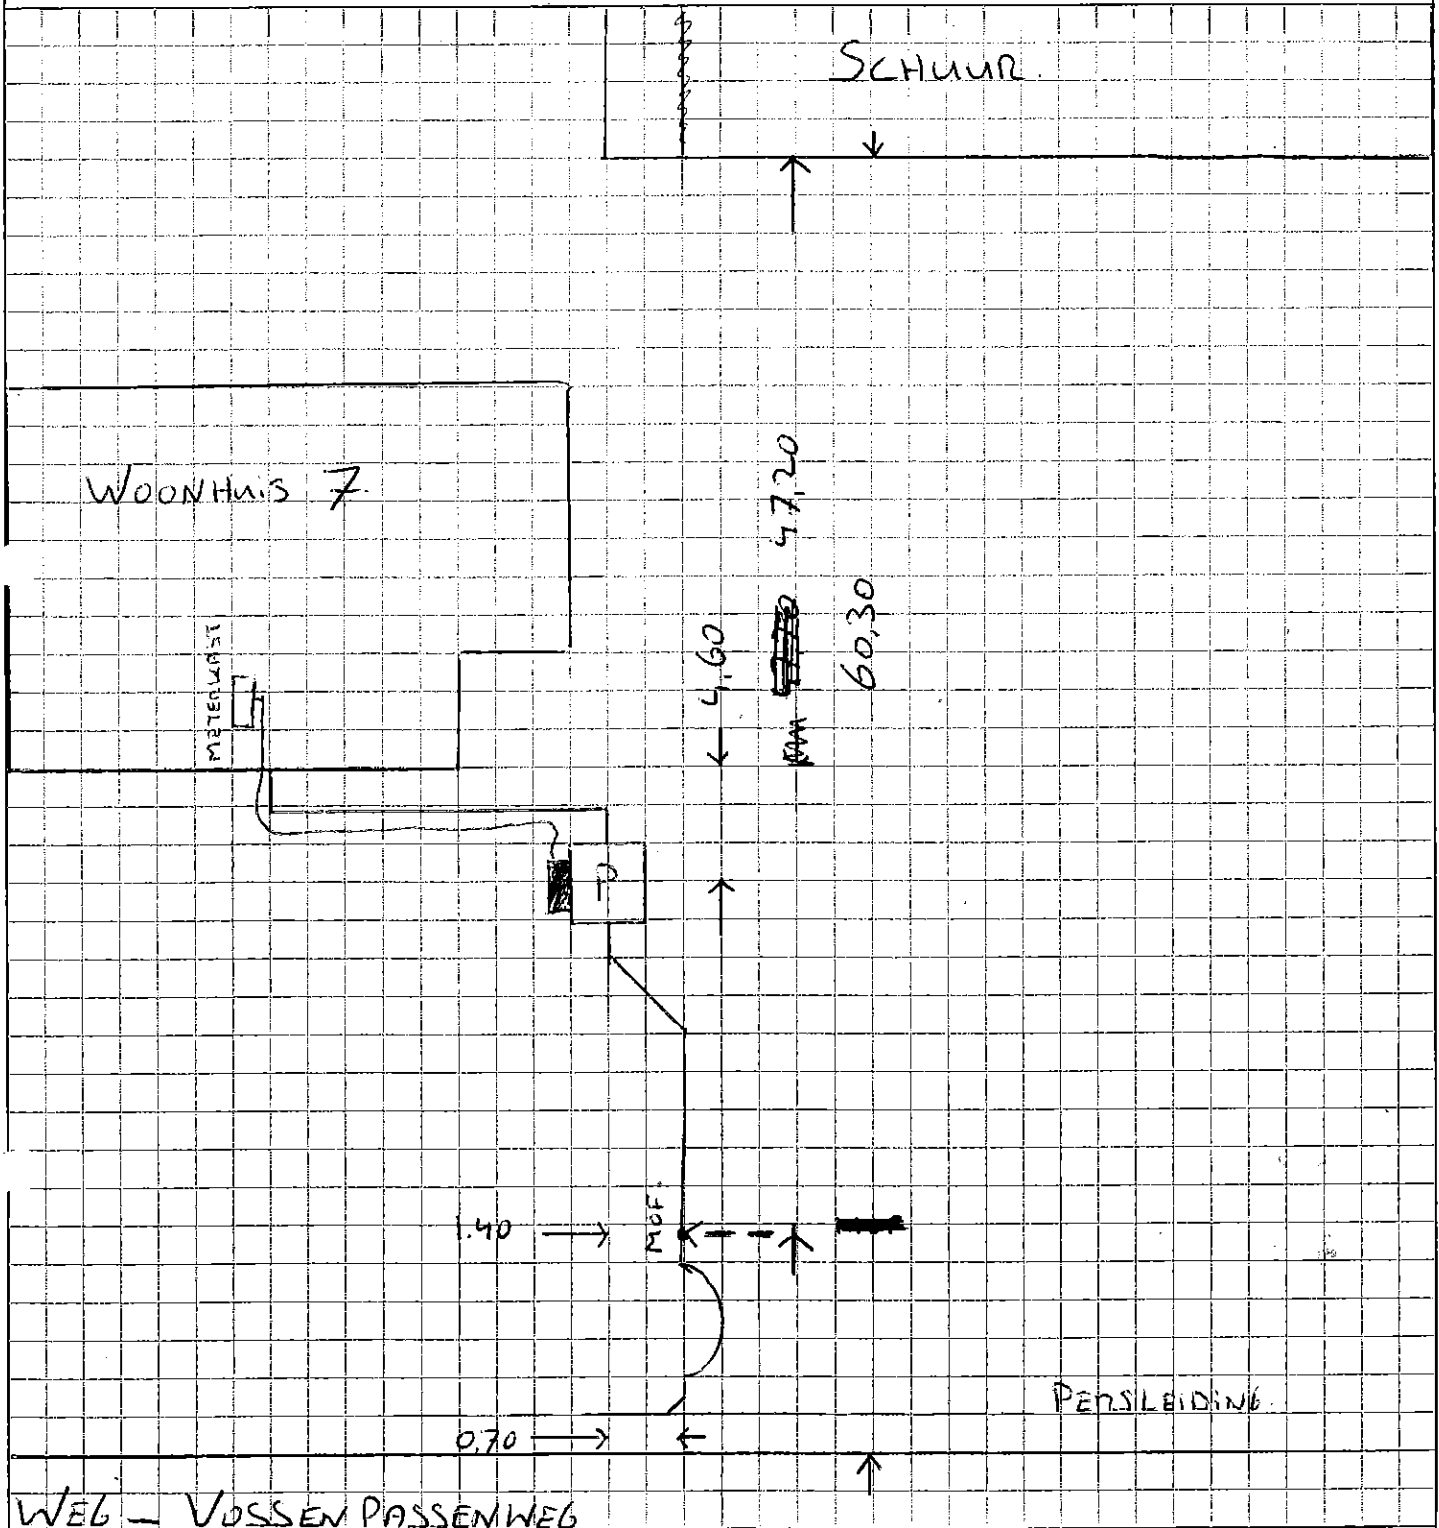 SCHUUR
WOONHUIS 7
METERKAST
4,60
47,20
60,30
P
1.40
MOF.
PERSLEIDING
0,70
WEG - VOSSENPASSENWEG